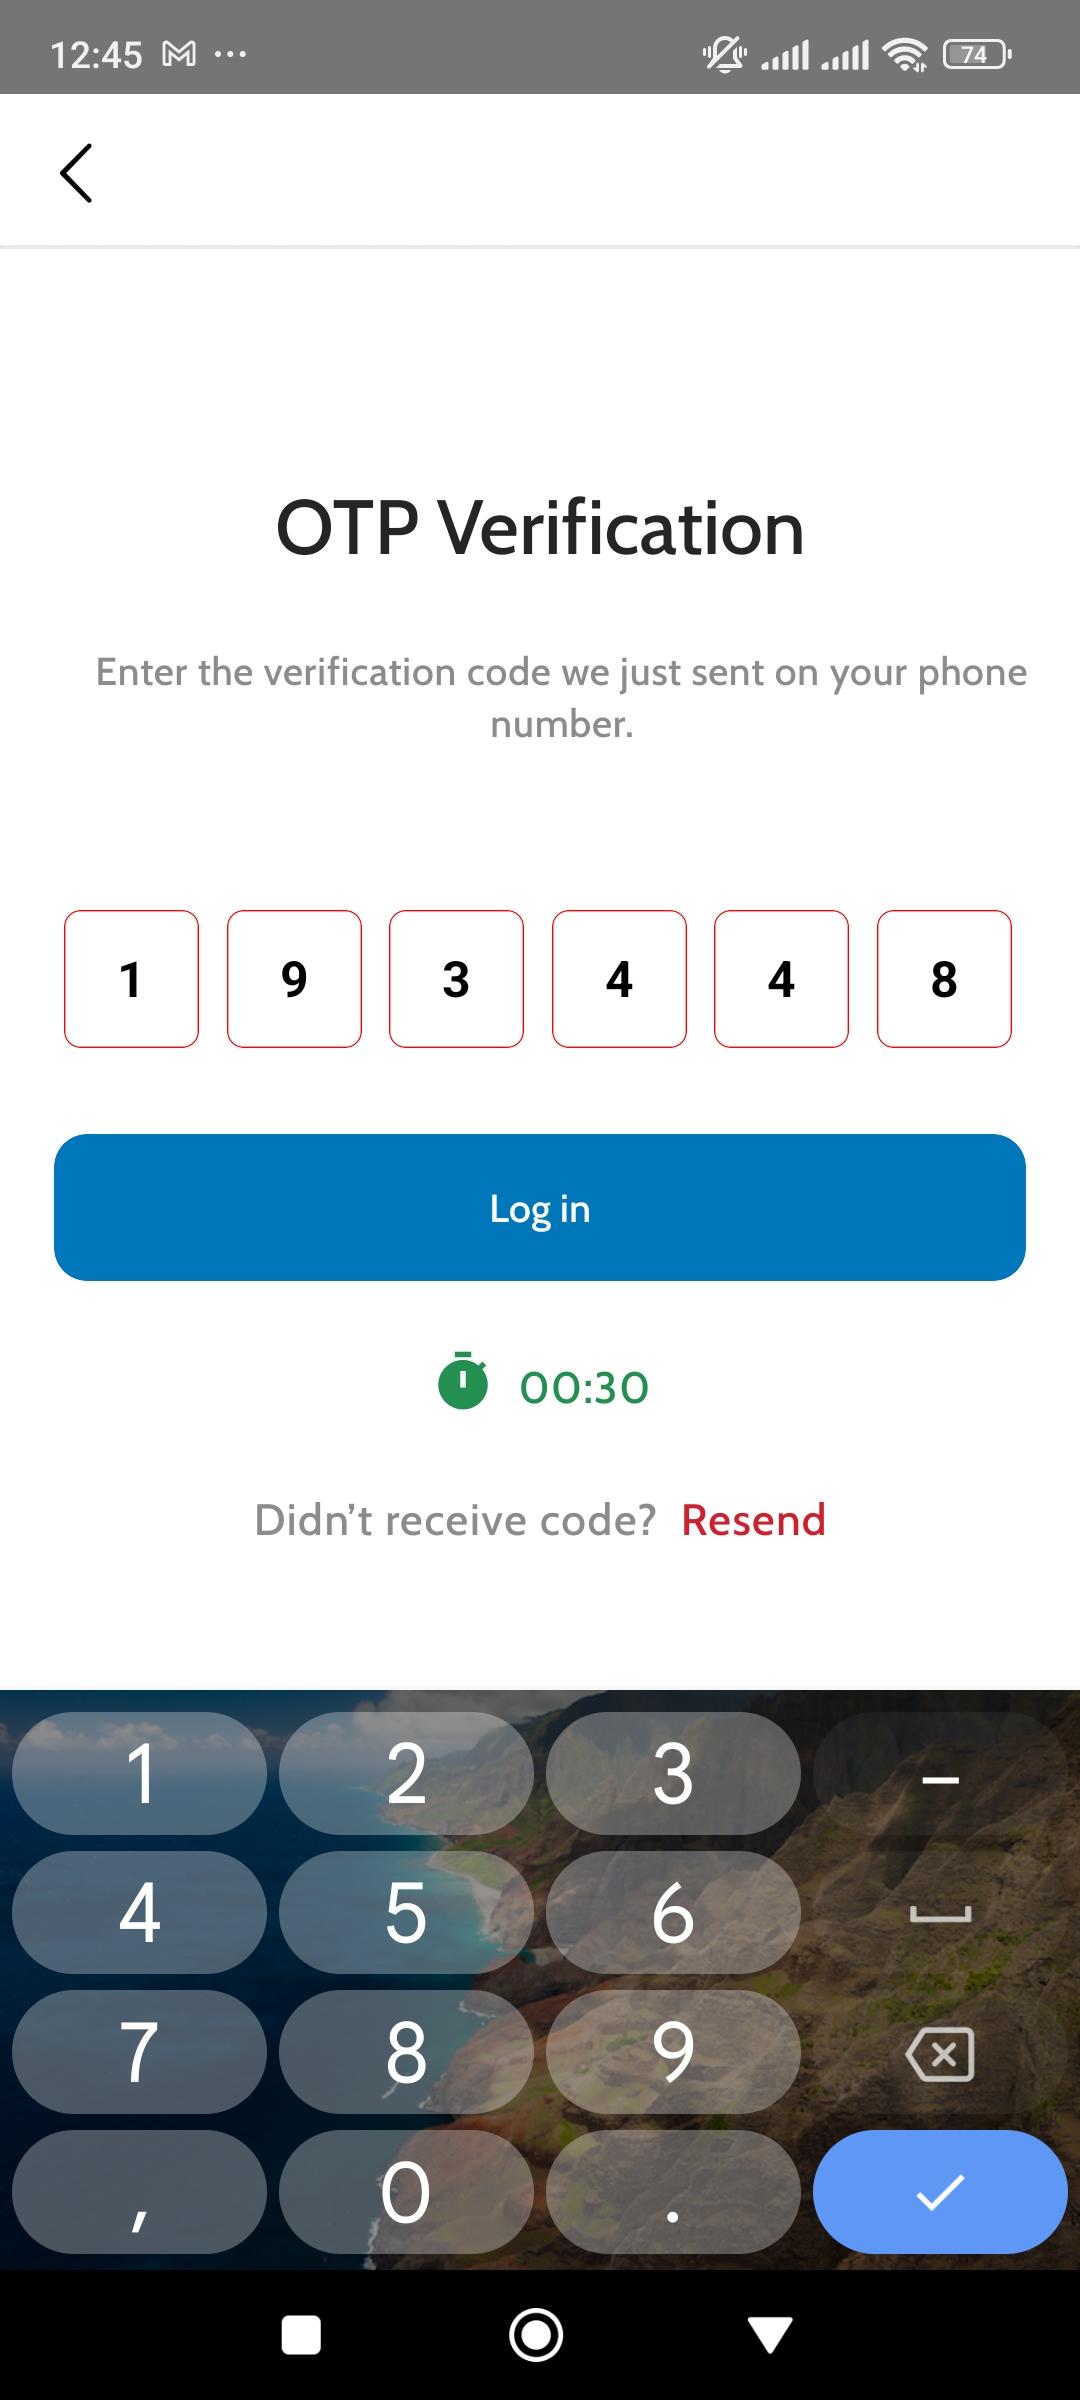 12:45 ... 74
OTP Verification
Enter the verification code we just sent on your phone
number.
1 9 3 4 4 8
Log in
00:30
Didn't receive code? Resend
1 2 3 –
4 5 6
7 8 9
, 0 .